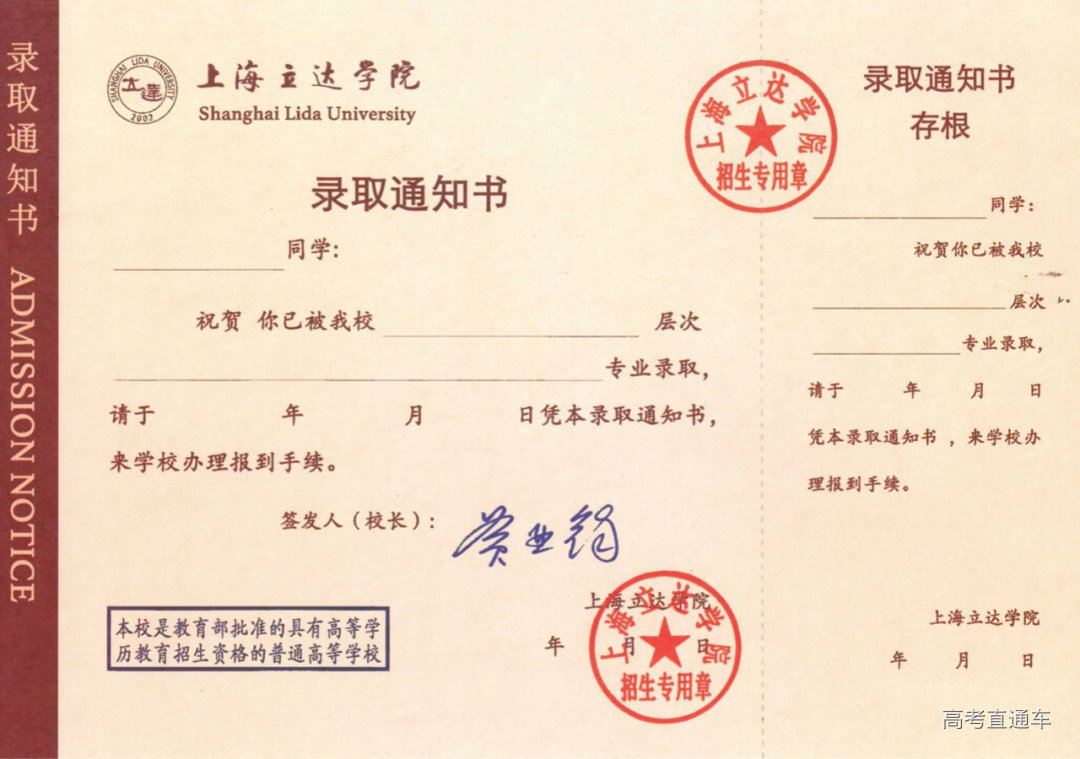 录取通知书 ADMISSION NOTICE
SHANGHAI LIDA UNIVERSITY
立達
2002
上海立达学院
Shanghai Lida University
录取通知书
同学：
祝贺 你已被我校 层次
专业录取，
请于 年 月 日凭本录取通知书，
来学校办理报到手续。
签发人（校长）：
黄亚钧
上海立达学院
年 月 日
上海立达学院
招生专用章
本校是教育部批准的具有高等学
历教育招生资格的普通高等学校
上海立达学院
招生专用章
录取通知书
存根
同学：
祝贺你已被我校
层次
专业录取，
请于 年 月 日
凭本录取通知书 ，来学校办
理报到手续。
上海立达学院
年 月 日
高考直通车